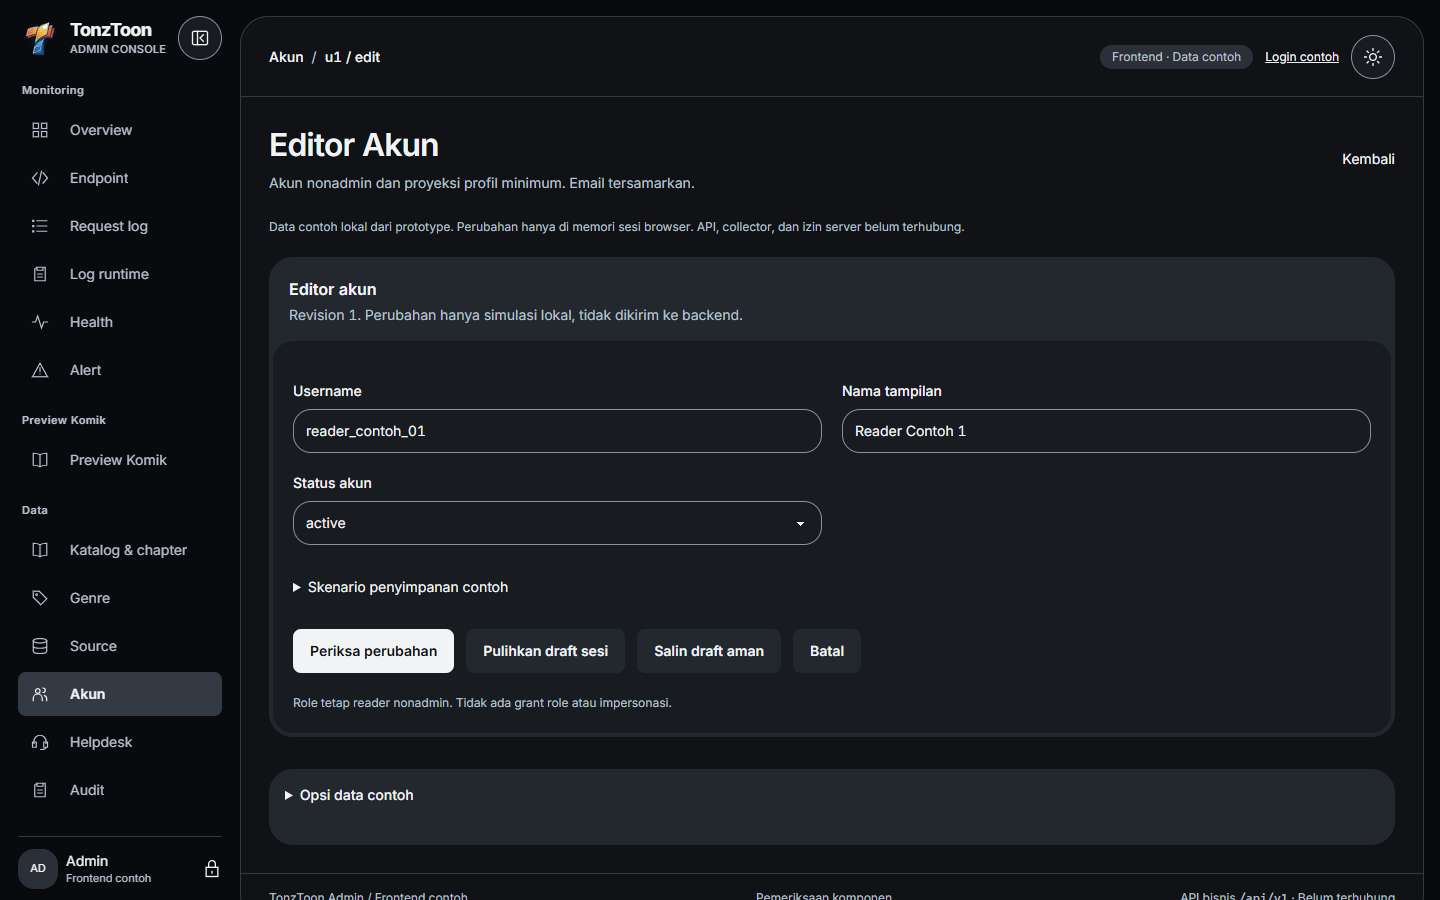 TonzToon
ADMIN CONSOLE
Monitoring
Overview
Endpoint
Request log
Log runtime
Health
Alert
Preview Komik
Preview Komik
Data
Katalog & chapter
Genre
Source
Akun
Helpdesk
Audit
AD
Admin
Frontend contoh
Akun / u1 / edit
Frontend · Data contoh
Login contoh
Editor Akun
Kembali
Akun nonadmin dan proyeksi profil minimum. Email tersamarkan.
Data contoh lokal dari prototype. Perubahan hanya di memori sesi browser. API, collector, dan izin server belum terhubung.
Editor akun
Revision 1. Perubahan hanya simulasi lokal, tidak dikirim ke backend.
Username
reader_contoh_01
Nama tampilan
Reader Contoh 1
Status akun
active
Skenario penyimpanan contoh
Periksa perubahan
Pulihkan draft sesi
Salin draft aman
Batal
Role tetap reader nonadmin. Tidak ada grant role atau impersonasi.
Opsi data contoh
TonzToon Admin / Frontend contoh
Pemeriksaan komponen
API bisnis /api/v1 · Belum terhubung